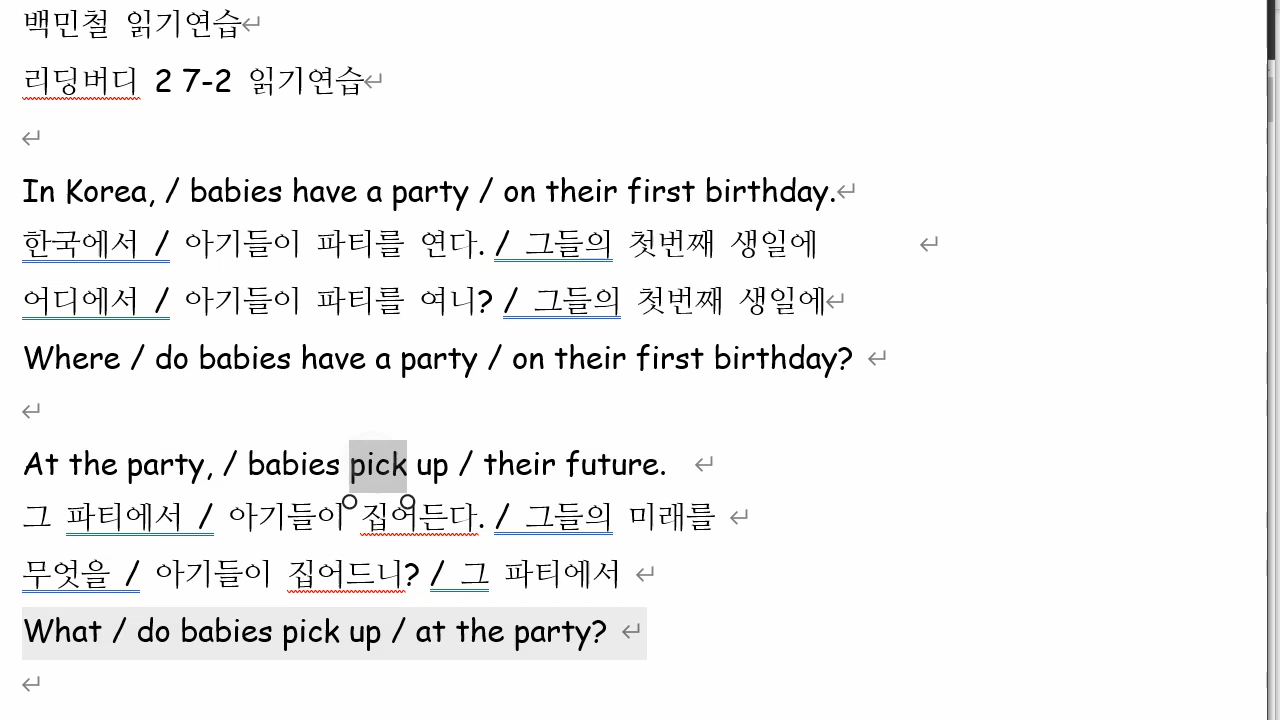 백민철 읽기연습
리딩버디 2 7-2 읽기연습
In Korea, / babies have a party / on their first birthday.
한국에서 / 아기들이 파티를 연다. / 그들의 첫번째 생일에
어디에서 / 아기들이 파티를 여니? / 그들의 첫번째 생일에
Where / do babies have a party / on their first birthday?
At the party, / babies pick up / their future.
그 파티에서 / 아기들이 집어든다. / 그들의 미래를
무엇을 / 아기들이 집어드니? / 그 파티에서
What / do babies pick up / at the party?